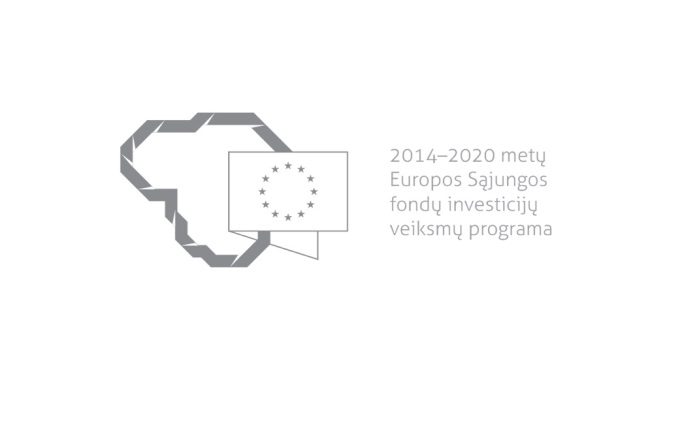 2014–2020 metų
Europos Sąjungos
fondų investicijų
veiksmų programa